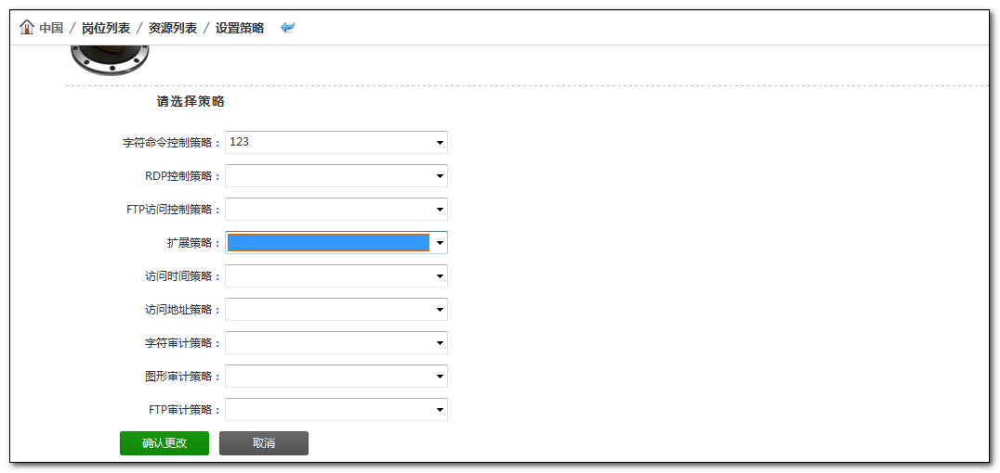 中国 / 岗位列表 / 资源列表 / 设置策略
请选择策略
字符命令控制策略： 123
RDP控制策略：
FTP访问控制策略：
扩展策略：
访问时间策略：
访问地址策略：
字符审计策略：
图形审计策略：
FTP审计策略：
确认更改 取消